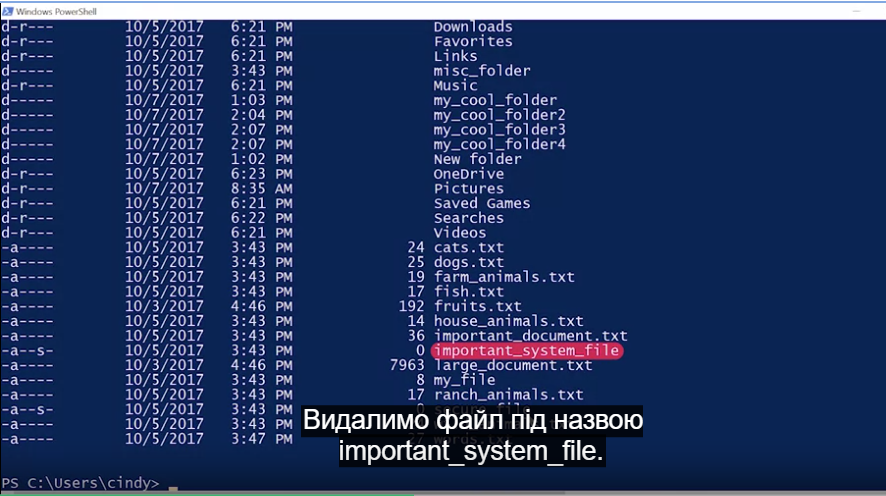 Windows PowerShell
d-r--- 10/5/2017 6:21 PM Downloads
d-r--- 10/5/2017 6:21 PM Favorites
d-r--- 10/5/2017 6:21 PM Links
d----- 10/5/2017 3:43 PM misc_folder
d-r--- 10/5/2017 6:21 PM Music
d----- 10/7/2017 1:03 PM my_cool_folder
d----- 10/7/2017 2:04 PM my_cool_folder2
d----- 10/7/2017 2:07 PM my_cool_folder3
d----- 10/7/2017 2:07 PM my_cool_folder4
d----- 10/7/2017 1:02 PM New folder
d-r--- 10/5/2017 6:23 PM OneDrive
d-r--- 10/7/2017 8:35 AM Pictures
d-r--- 10/5/2017 6:21 PM Saved Games
d-r--- 10/5/2017 6:22 PM Searches
d-r--- 10/5/2017 6:21 PM Videos
-a---- 10/5/2017 3:43 PM 24 cats.txt
-a---- 10/5/2017 3:43 PM 25 dogs.txt
-a---- 10/5/2017 3:43 PM 19 farm_animals.txt
-a---- 10/5/2017 3:43 PM 17 fish.txt
-a---- 10/3/2017 4:46 PM 192 fruits.txt
-a---- 10/5/2017 3:43 PM 14 house_animals.txt
-a---- 10/5/2017 3:43 PM 36 important_document.txt
-a--s- 10/5/2017 3:43 PM 0 important_system_file
-a---- 10/3/2017 4:46 PM 7963 large_document.txt
-a---- 10/5/2017 3:43 PM 8 my_file
-a---- 10/5/2017 3:43 PM 17 ranch_animals.txt
-a--s- 10/5/2017 3:43 PM
-a---- 10/5/2017 3:43 PM
-a---- 10/5/2017 3:47 PM
Видалимо файл під назвою
important_system_file.
PS C:\Users\cindy>